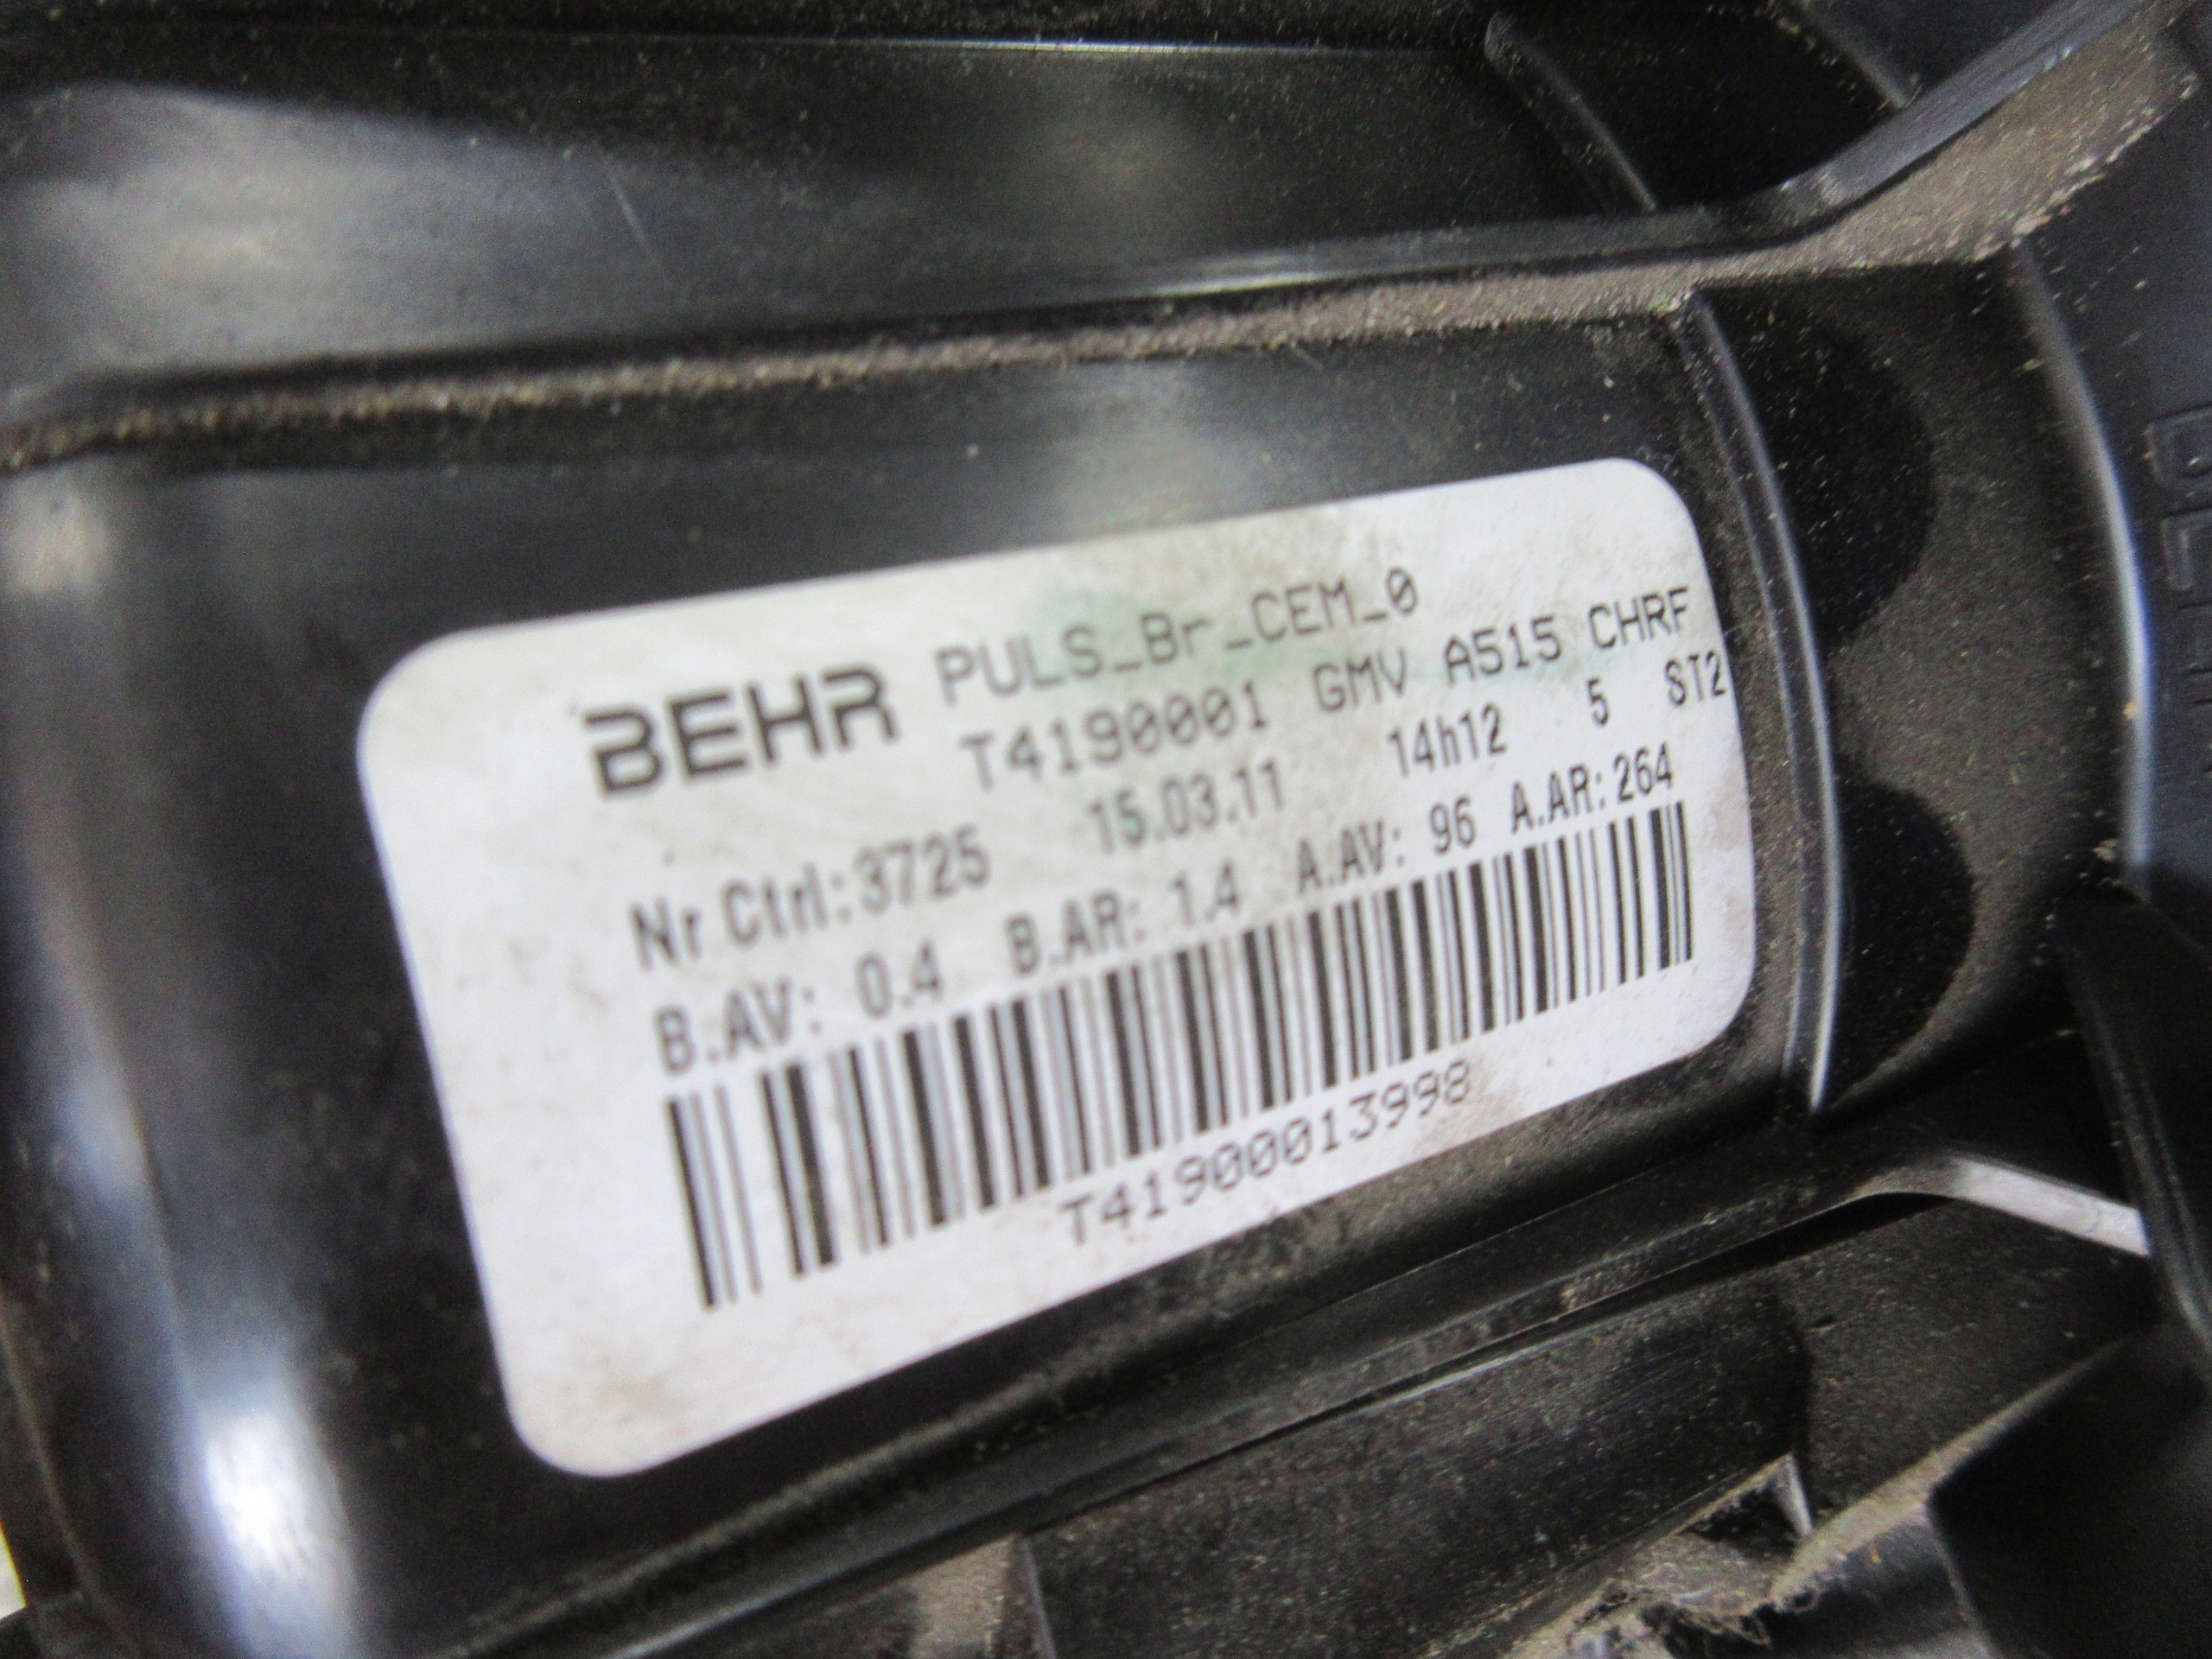 BEHR PULS_Br_CEM_0
T4190001 GMV A515 CHRF
Nr Ctrl:3725 15.03.11 14h12 5 ST2
B.AV: 0.4 B.AR: 1.4 A.AV: 96 A.AR: 264
T41900013998
BEHR